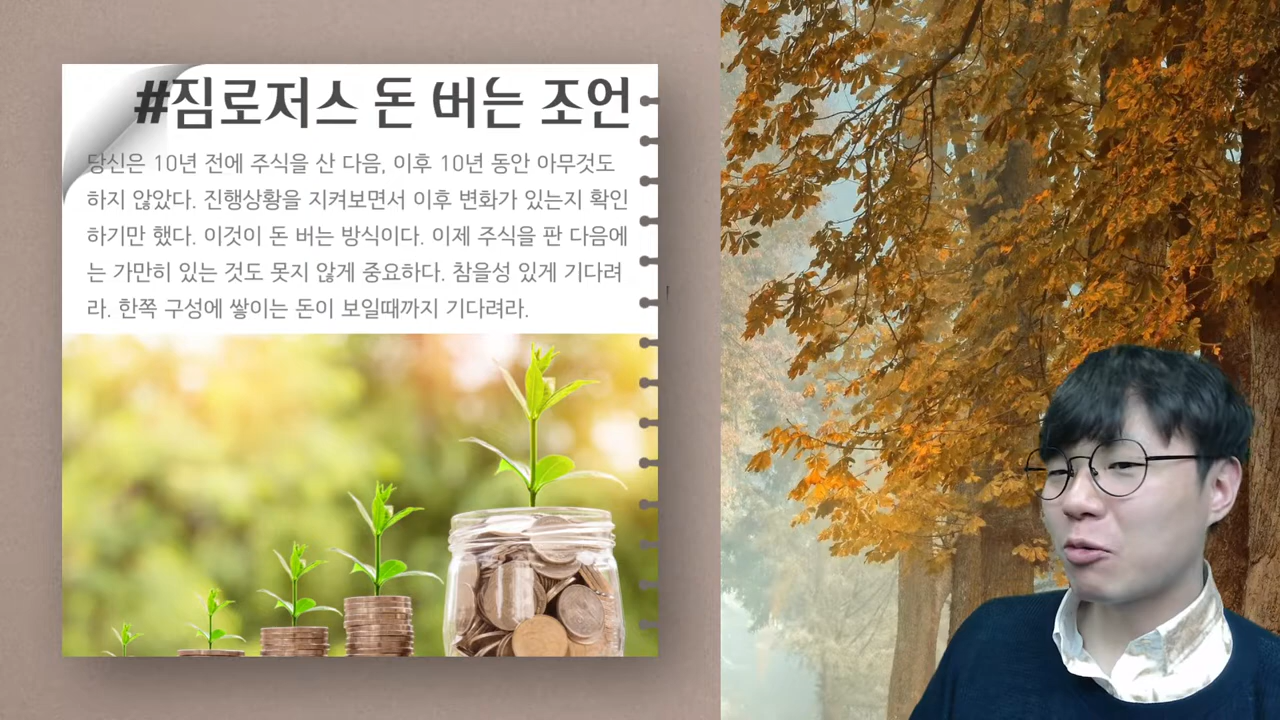 #짐로저스 돈 버는 조언
당신은 10년 전에 주식을 산 다음, 이후 10년 동안 아무것도
하지 않았다. 진행상황을 지켜보면서 이후 변화가 있는지 확인
하기만 했다. 이것이 돈 버는 방식이다. 이제 주식을 판 다음에
는 가만히 있는 것도 못지 않게 중요하다. 참을성 있게 기다려
라. 한쪽 구성에 쌓이는 돈이 보일때까지 기다려라.